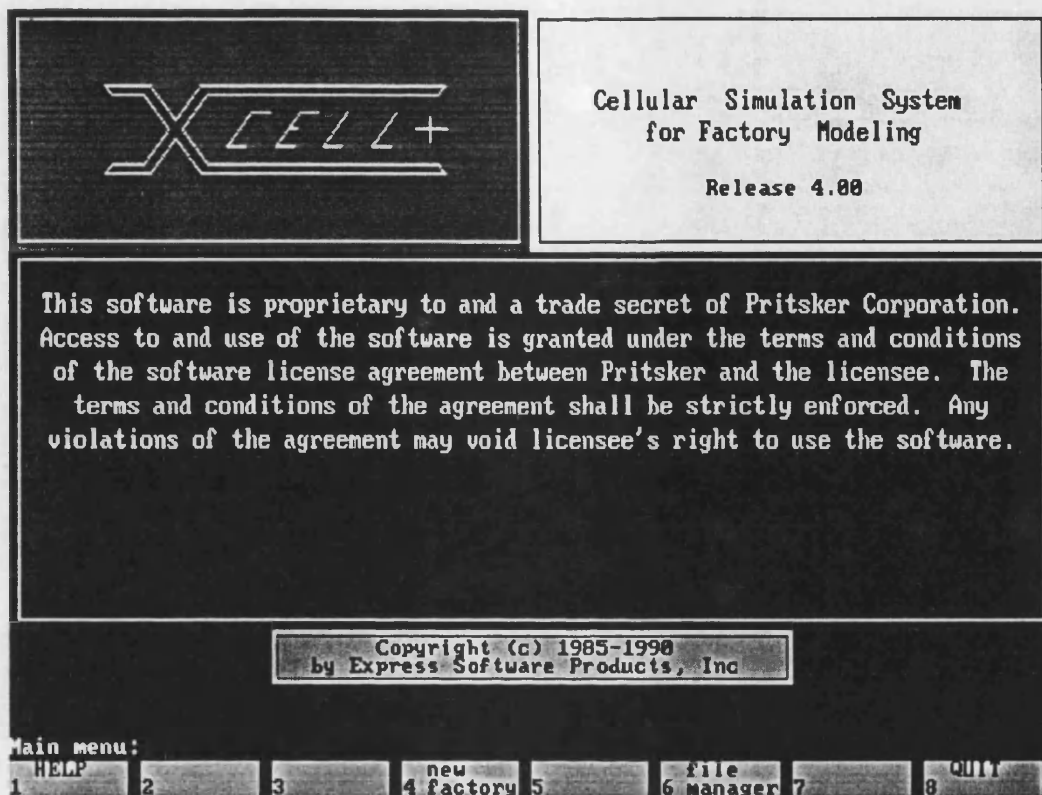 XCELL+
Cellular Simulation System
for Factory Modeling
Release 4.00
This software is proprietary to and a trade secret of Pritsker Corporation.
Access to and use of the software is granted under the terms and conditions
of the software license agreement between Pritsker and the licensee. The
terms and conditions of the agreement shall be strictly enforced. Any
violations of the agreement may void licensee's right to use the software.
Copyright (c) 1985-1990
by Express Software Products, Inc
Main menu:
HELP new file QUIT
1 2 3 4 factory 5 6 manager 7 8